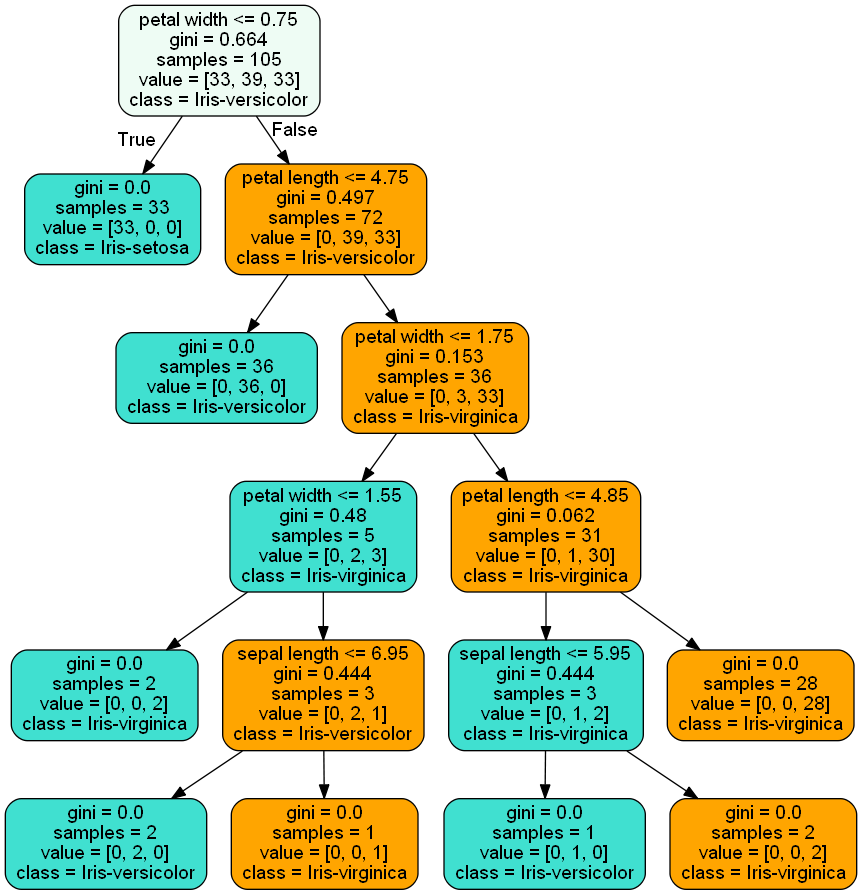 petal width <= 0.75
gini = 0.664
samples = 105
value = [33, 39, 33]
class = Iris-versicolor
True
False
gini = 0.0
samples = 33
value = [33, 0, 0]
class = Iris-setosa
petal length <= 4.75
gini = 0.497
samples = 72
value = [0, 39, 33]
class = Iris-versicolor
gini = 0.0
samples = 36
value = [0, 36, 0]
class = Iris-versicolor
petal width <= 1.75
gini = 0.153
samples = 36
value = [0, 3, 33]
class = Iris-virginica
petal width <= 1.55
gini = 0.48
samples = 5
value = [0, 2, 3]
class = Iris-virginica
petal length <= 4.85
gini = 0.062
samples = 31
value = [0, 1, 30]
class = Iris-virginica
gini = 0.0
samples = 2
value = [0, 0, 2]
class = Iris-virginica
sepal length <= 6.95
gini = 0.444
samples = 3
value = [0, 2, 1]
class = Iris-versicolor
sepal length <= 5.95
gini = 0.444
samples = 3
value = [0, 1, 2]
class = Iris-virginica
gini = 0.0
samples = 28
value = [0, 0, 28]
class = Iris-virginica
gini = 0.0
samples = 2
value = [0, 2, 0]
class = Iris-versicolor
gini = 0.0
samples = 1
value = [0, 0, 1]
class = Iris-virginica
gini = 0.0
samples = 1
value = [0, 1, 0]
class = Iris-versicolor
gini = 0.0
samples = 2
value = [0, 0, 2]
class = Iris-virginica